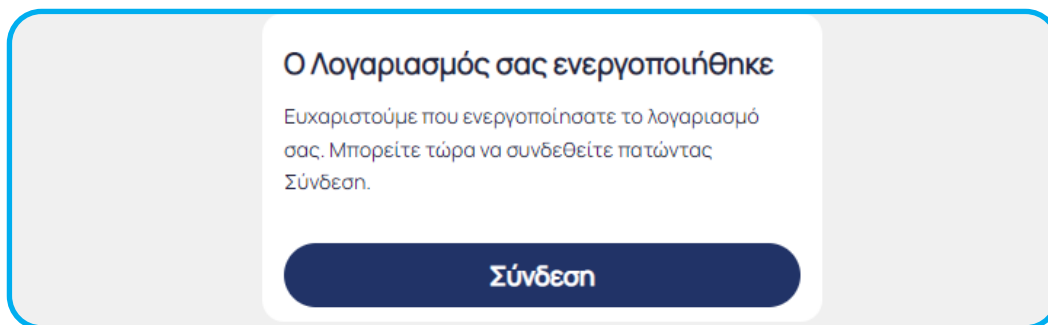 Ο Λογαριασμός σας ενεργοποιήθηκε
Ευχαριστούμε που ενεργοποίησατε το λογαριασμό
σας. Μπορείτε τώρα να συνδεθείτε πατώντας
Σύνδεση.
Σύνδεση